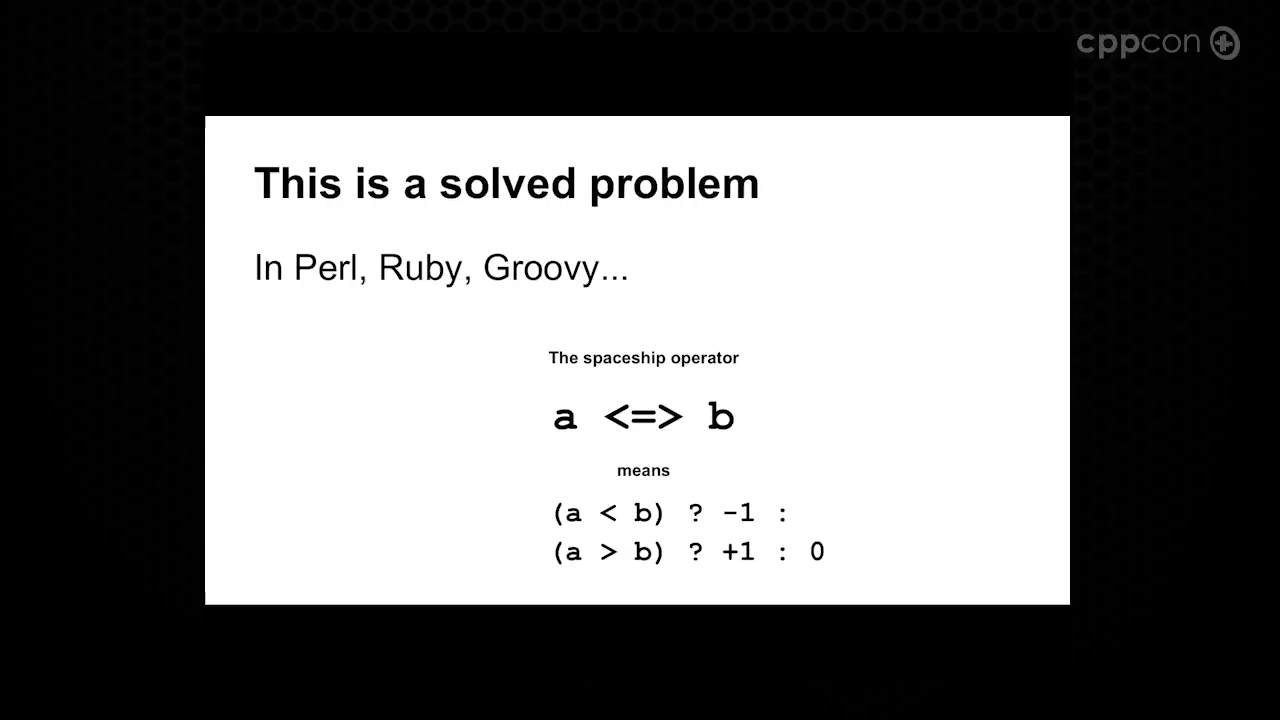 cppcon
This is a solved problem
In Perl, Ruby, Groovy...
The spaceship operator
a <=> b
means
(a < b) ? -1 :
(a > b) ? +1 : 0